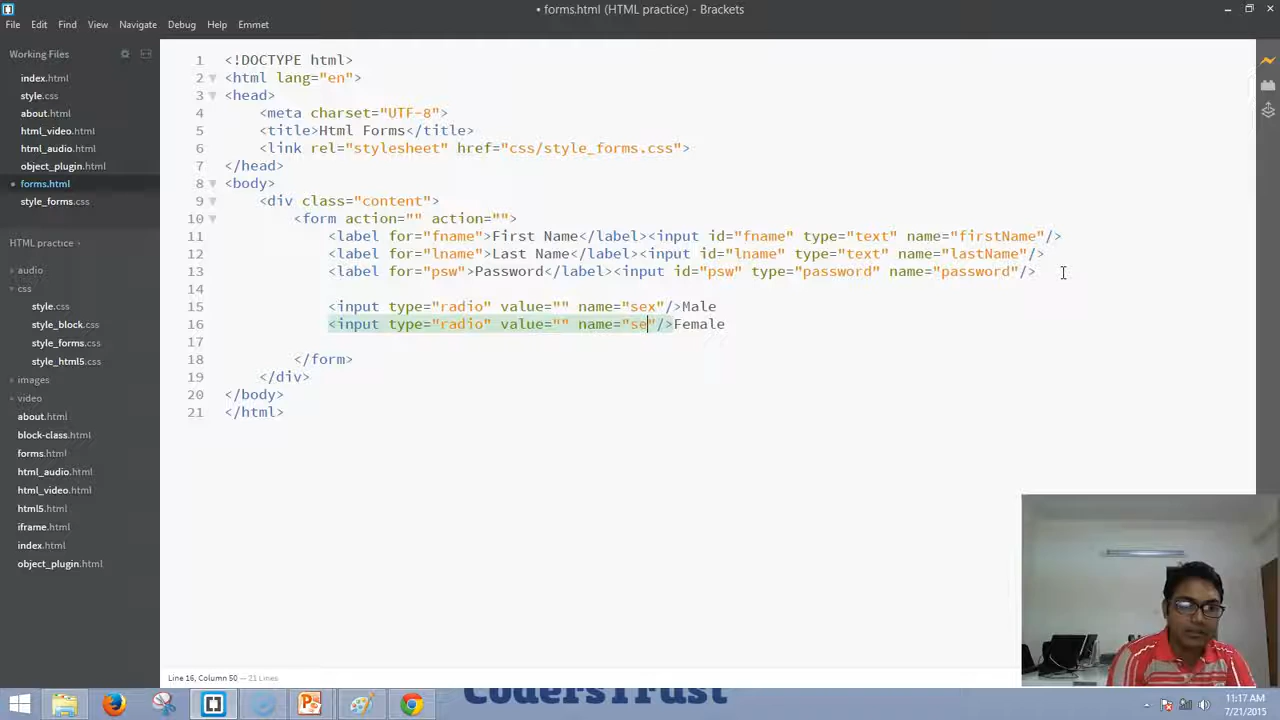 • forms.html (HTML practice) - Brackets
File Edit Find View Navigate Debug Help Emmet
Working Files
index.html
style.css
about.html
html_video.html
html_audio.html
object_plugin.html
• forms.html
style_forms.css
HTML practice
audio
css
style.css
style_block.css
style_forms.css
style_html5.css
images
video
about.html
block-class.html
forms.html
html_audio.html
html_video.html
html5.html
iframe.html
index.html
object_plugin.html
1 <!DOCTYPE html>
2 <html lang="en">
3 <head>
4 <meta charset="UTF-8">
5 <title>Html Forms</title>
6 <link rel="stylesheet" href="css/style_forms.css">
7 </head>
8 <body>
9 <div class="content">
10 <form action="" action="">
11 <label for="fname">First Name</label><input id="fname" type="text" name="firstName"/>
12 <label for="lname">Last Name</label><input id="lname" type="text" name="lastName"/>
13 <label for="psw">Password</label><input id="psw" type="password" name="password"/>
14
15 <input type="radio" value="" name="sex"/>Male
16 <input type="radio" value="" name="se"/>Female
17
18 </form>
19 </div>
20 </body>
21 </html>
Line 16, Column 50 — 21 Lines
CodersTrust
11:17 AM
7/21/2015